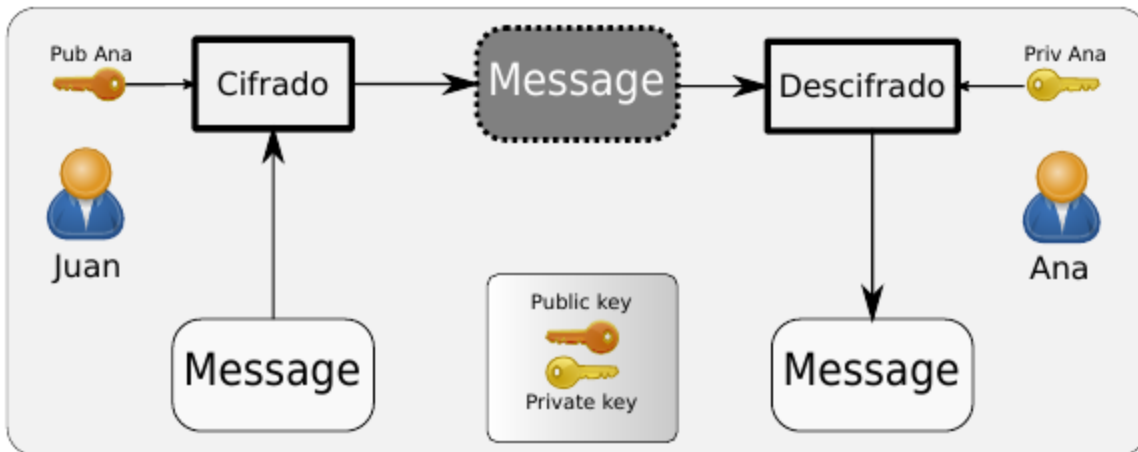 Pub Ana
Cifrado
Message
Descifrado
Priv Ana
Juan
Ana
Message
Public key
Private key
Message